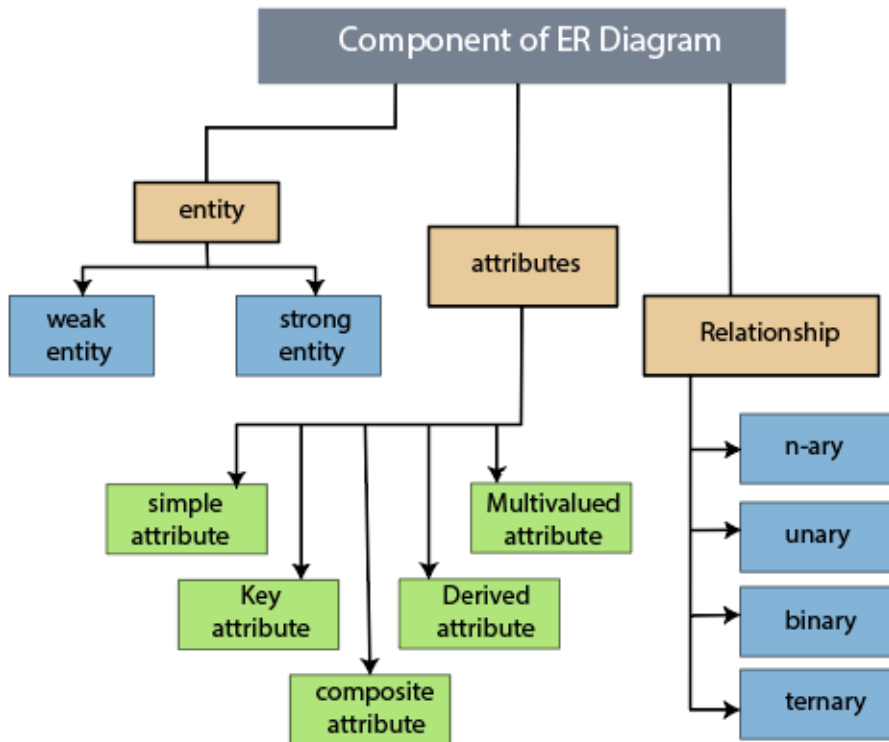 Component of ER Diagram
entity
attributes
weak
entity
strong
entity
Relationship
n-ary
simple
attribute
Multivalued
attribute
unary
Key
attribute
Derived
attribute
binary
composite
attribute
ternary